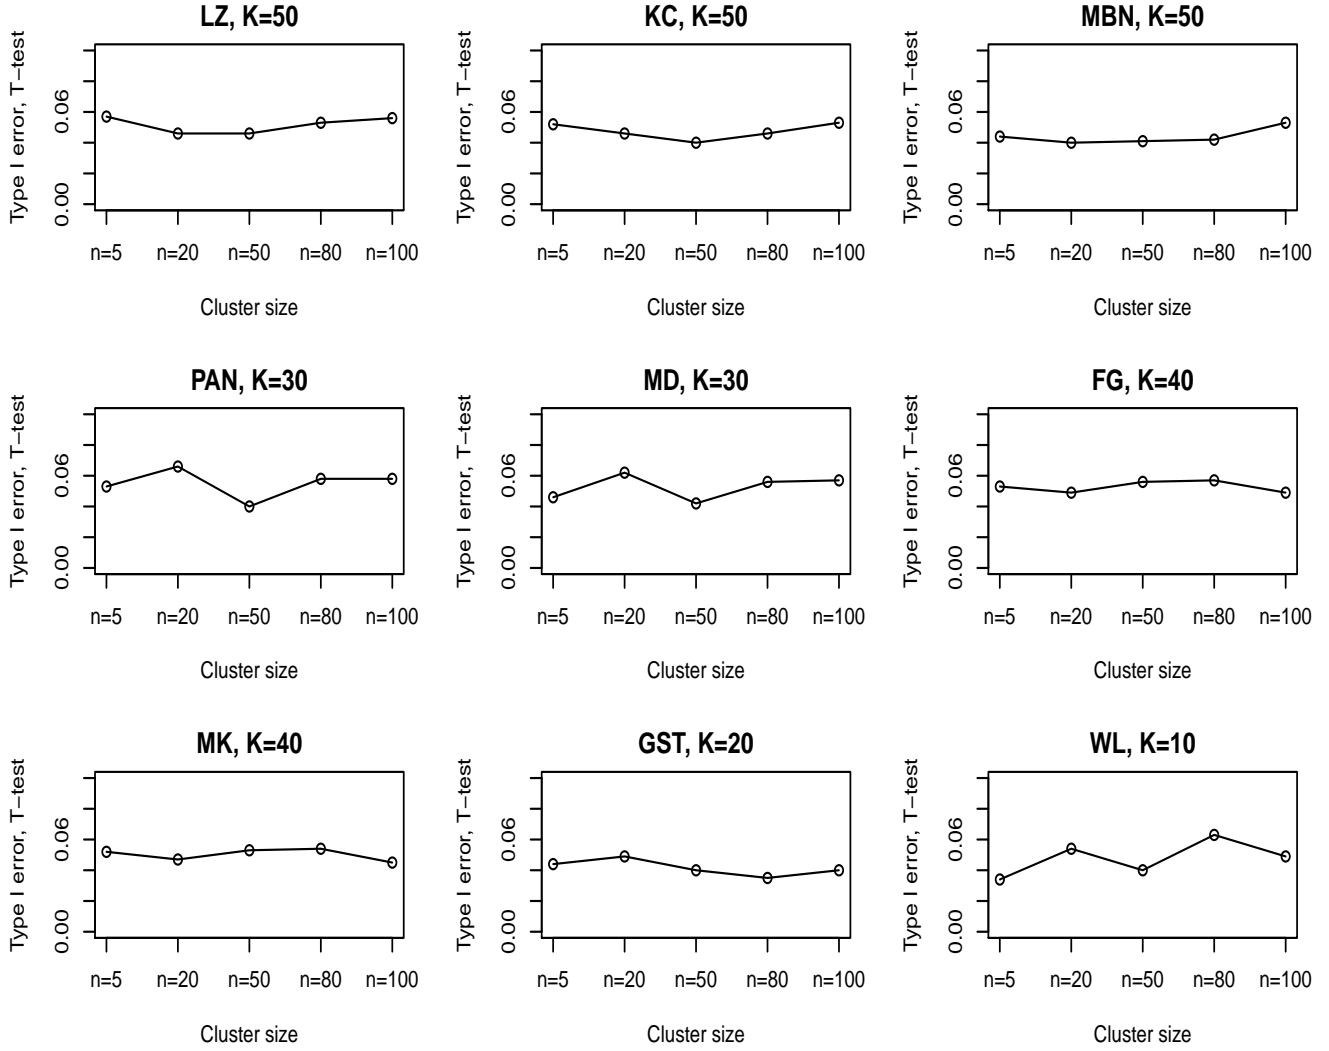 LZ, K=50
Type I error, T−test
0.06
0.00
n=5 n=20 n=50 n=80 n=100
Cluster size
KC, K=50
Type I error, T−test
0.06
0.00
n=5 n=20 n=50 n=80 n=100
Cluster size
MBN, K=50
Type I error, T−test
0.06
0.00
n=5 n=20 n=50 n=80 n=100
Cluster size
PAN, K=30
Type I error, T−test
0.06
0.00
n=5 n=20 n=50 n=80 n=100
Cluster size
MD, K=30
Type I error, T−test
0.06
0.00
n=5 n=20 n=50 n=80 n=100
Cluster size
FG, K=40
Type I error, T−test
0.06
0.00
n=5 n=20 n=50 n=80 n=100
Cluster size
MK, K=40
Type I error, T−test
0.06
0.00
n=5 n=20 n=50 n=80 n=100
Cluster size
GST, K=20
Type I error, T−test
0.06
0.00
n=5 n=20 n=50 n=80 n=100
Cluster size
WL, K=10
Type I error, T−test
0.06
0.00
n=5 n=20 n=50 n=80 n=100
Cluster size